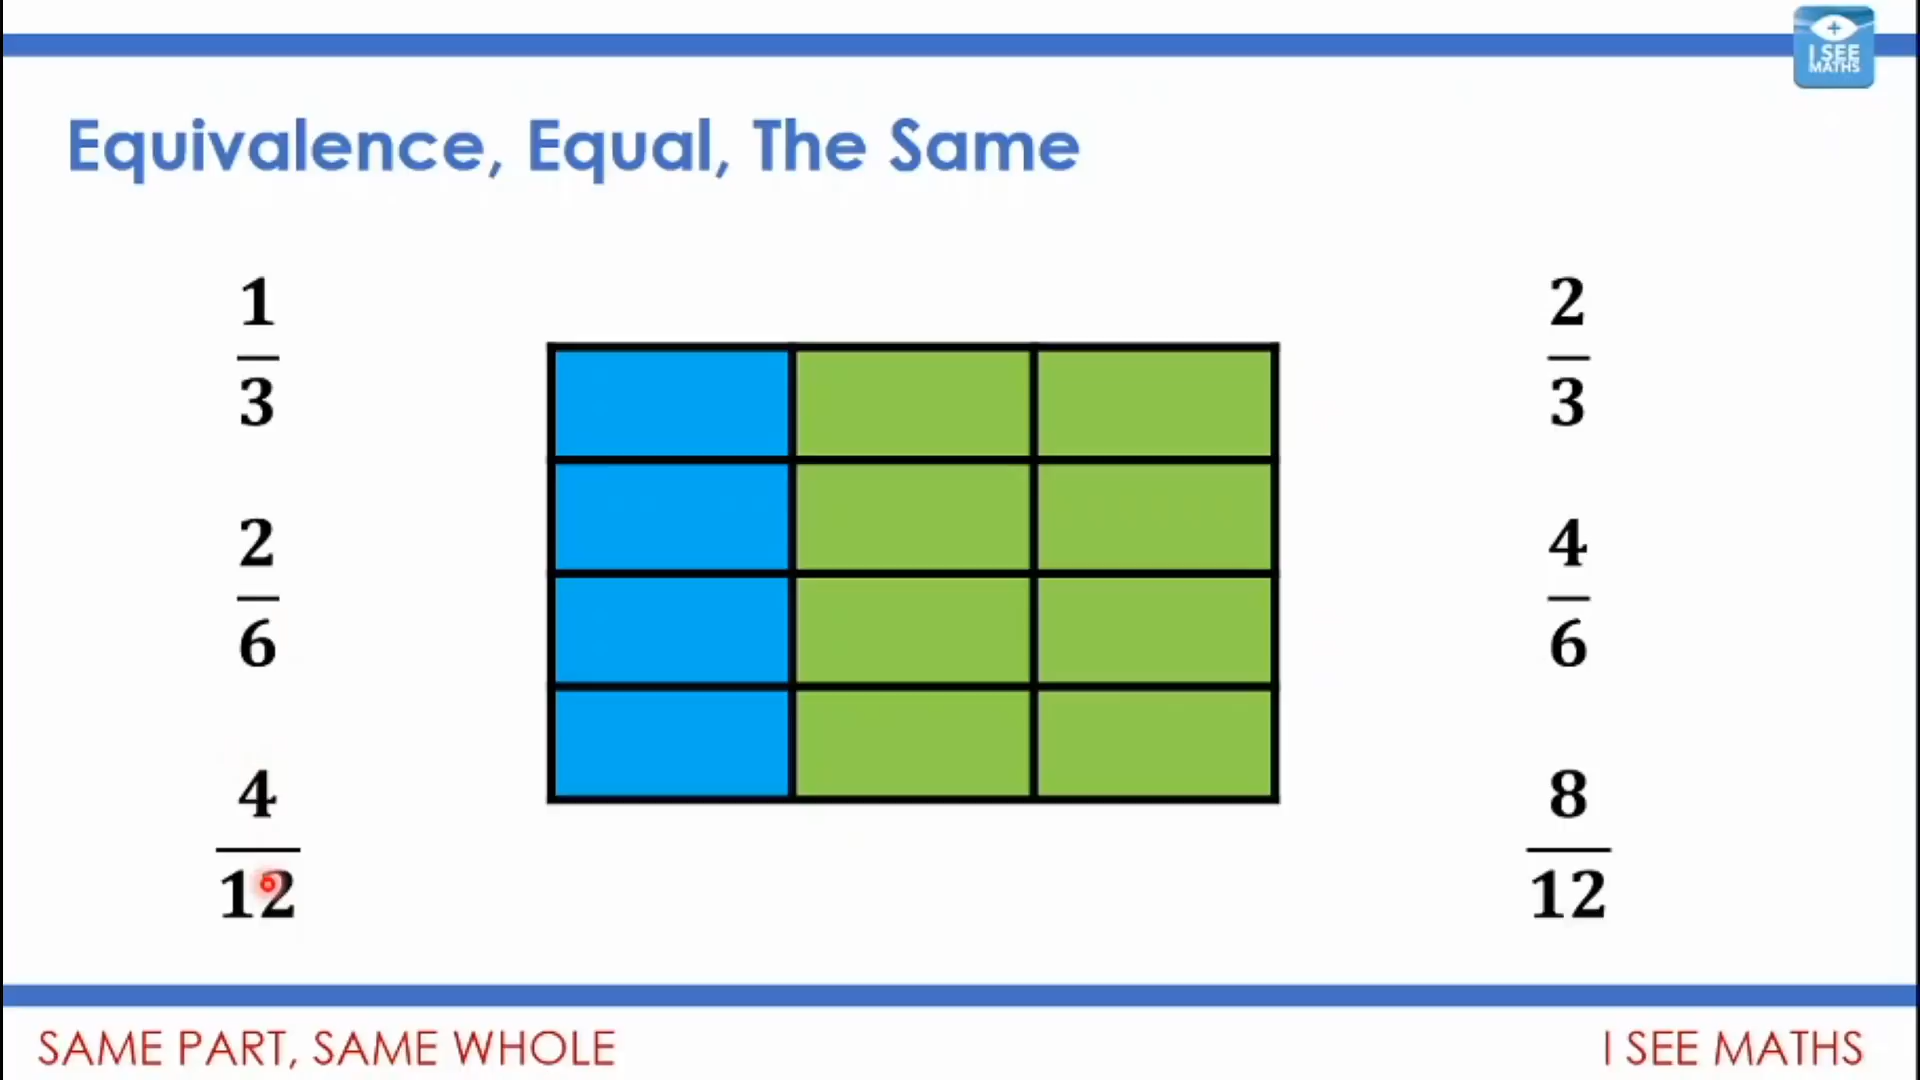 I SEE
MATHS
Equivalence, Equal, The Same
1
3
2
3
2
6
4
6
4
12
8
12
SAME PART, SAME WHOLE
I SEE MATHS